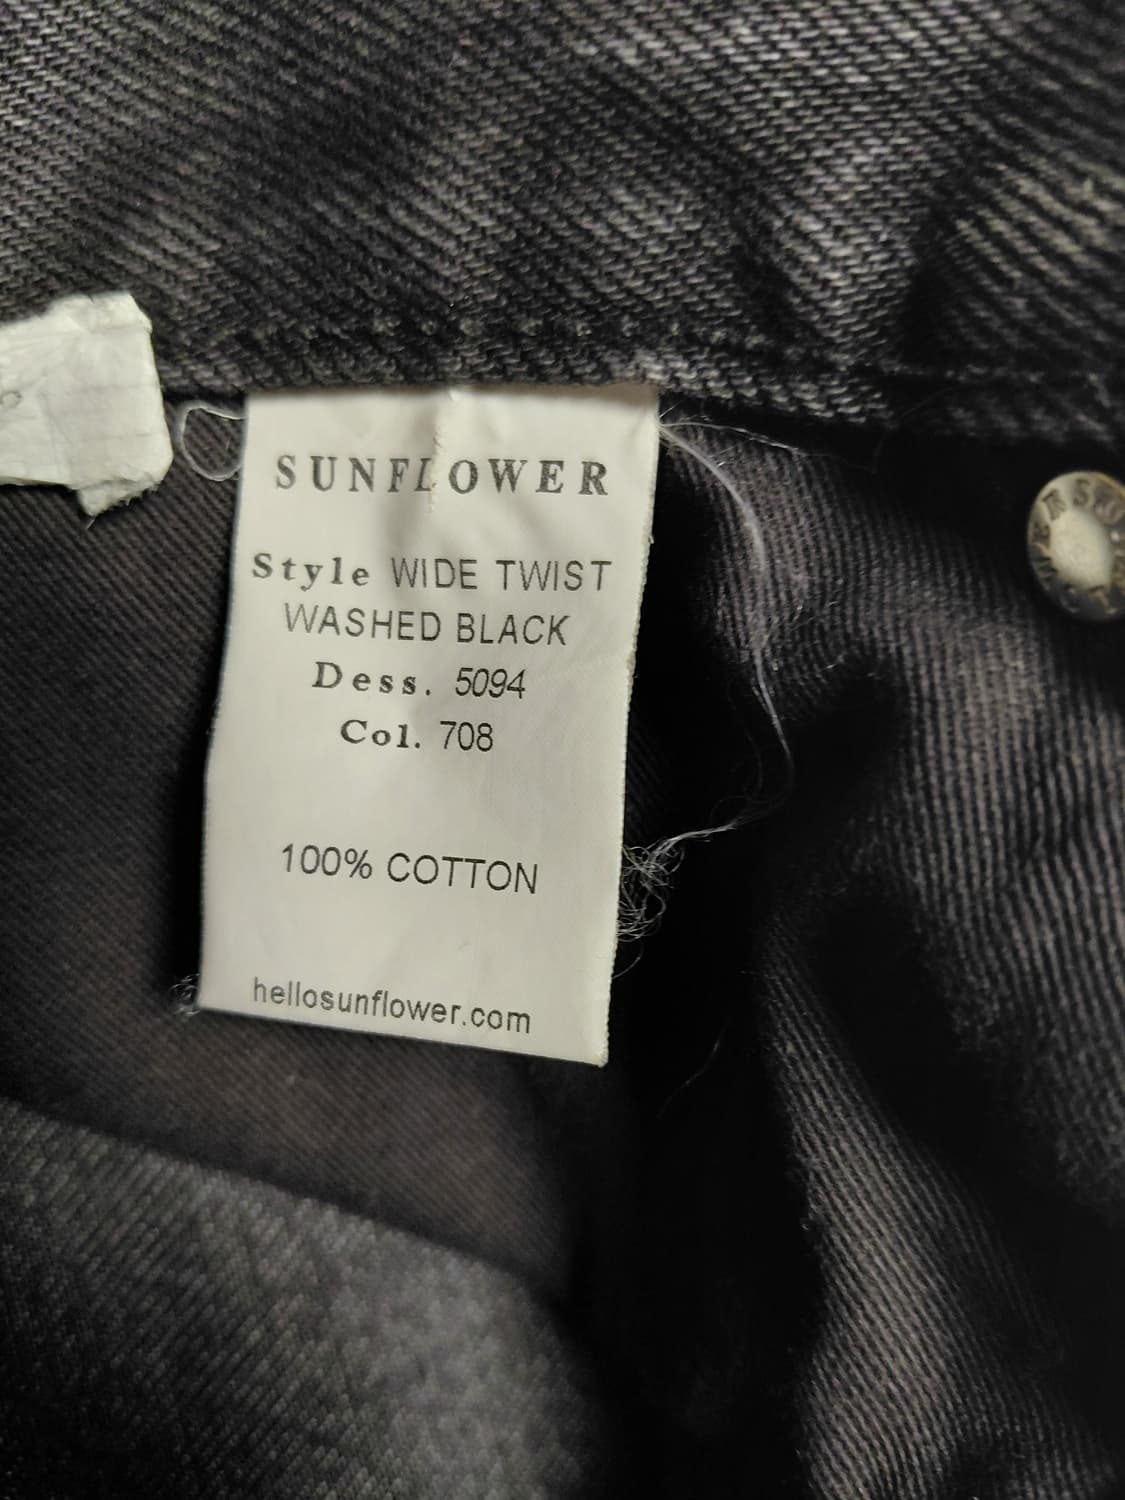 SUNFLOWER
Style WIDE TWIST
WASHED BLACK
Dess. 5094
Col. 708
100% COTTON
hellosunflower.com